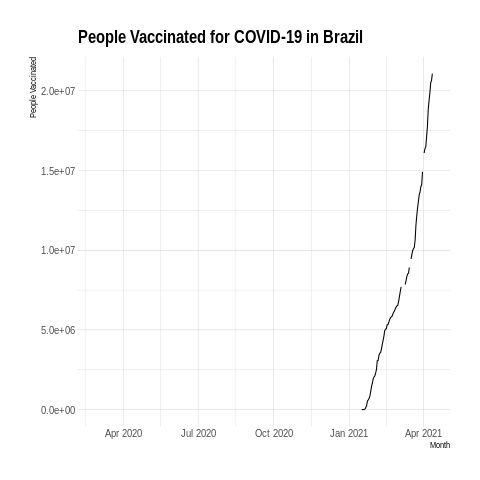 People Vaccinated for COVID-19 in Brazil
People Vaccinated
2.0e+07
1.5e+07
1.0e+07
5.0e+06
0.0e+00
Apr 2020 Jul 2020 Oct 2020 Jan 2021 Apr 2021
Month